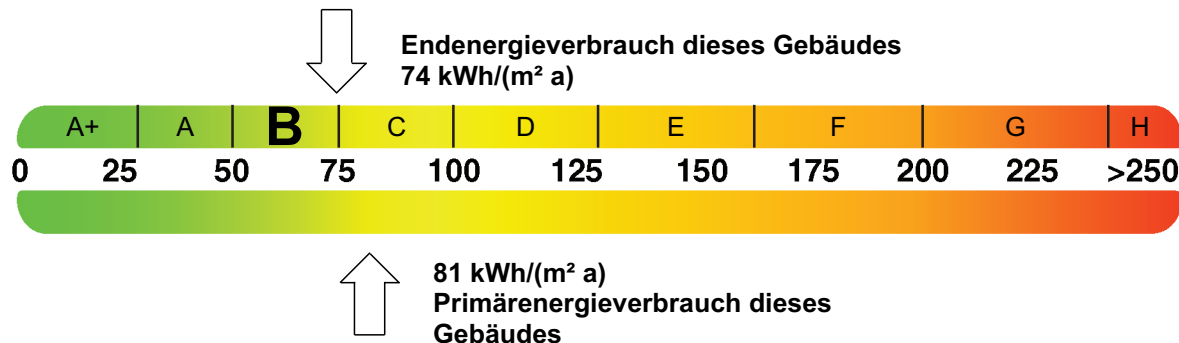 Endenergieverbrauch dieses Gebäudes
74 kWh/(m² a)
A+ A B C D E F G H
0 25 50 75 100 125 150 175 200 225 >250
81 kWh/(m² a)
Primärenergieverbrauch dieses
Gebäudes